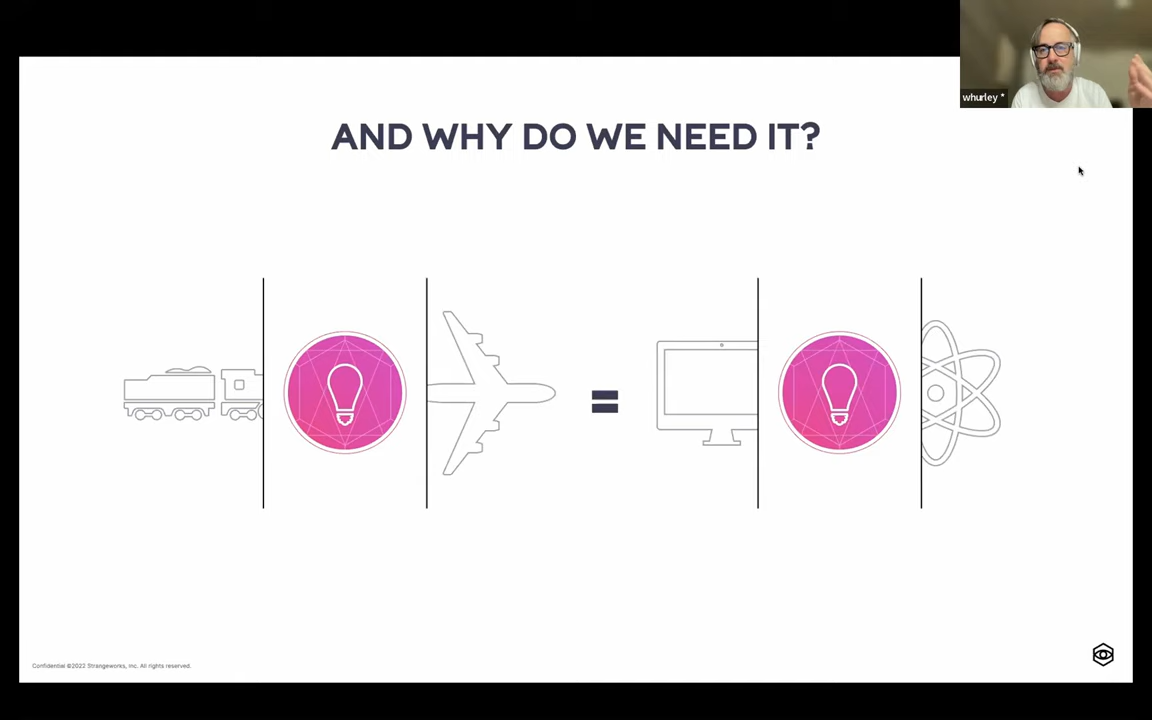 whurley *
AND WHY DO WE NEED IT?
=
Confidential ©2022 Strangeworks, Inc. All rights reserved.